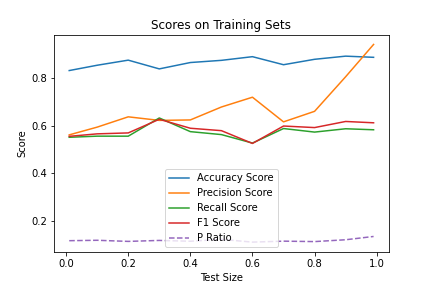 Scores on Training Sets
Score
0.8
0.6
0.4
0.2
Accuracy Score
Precision Score
Recall Score
F1 Score
P Ratio
0.0 0.2 0.4 0.6 0.8 1.0
Test Size